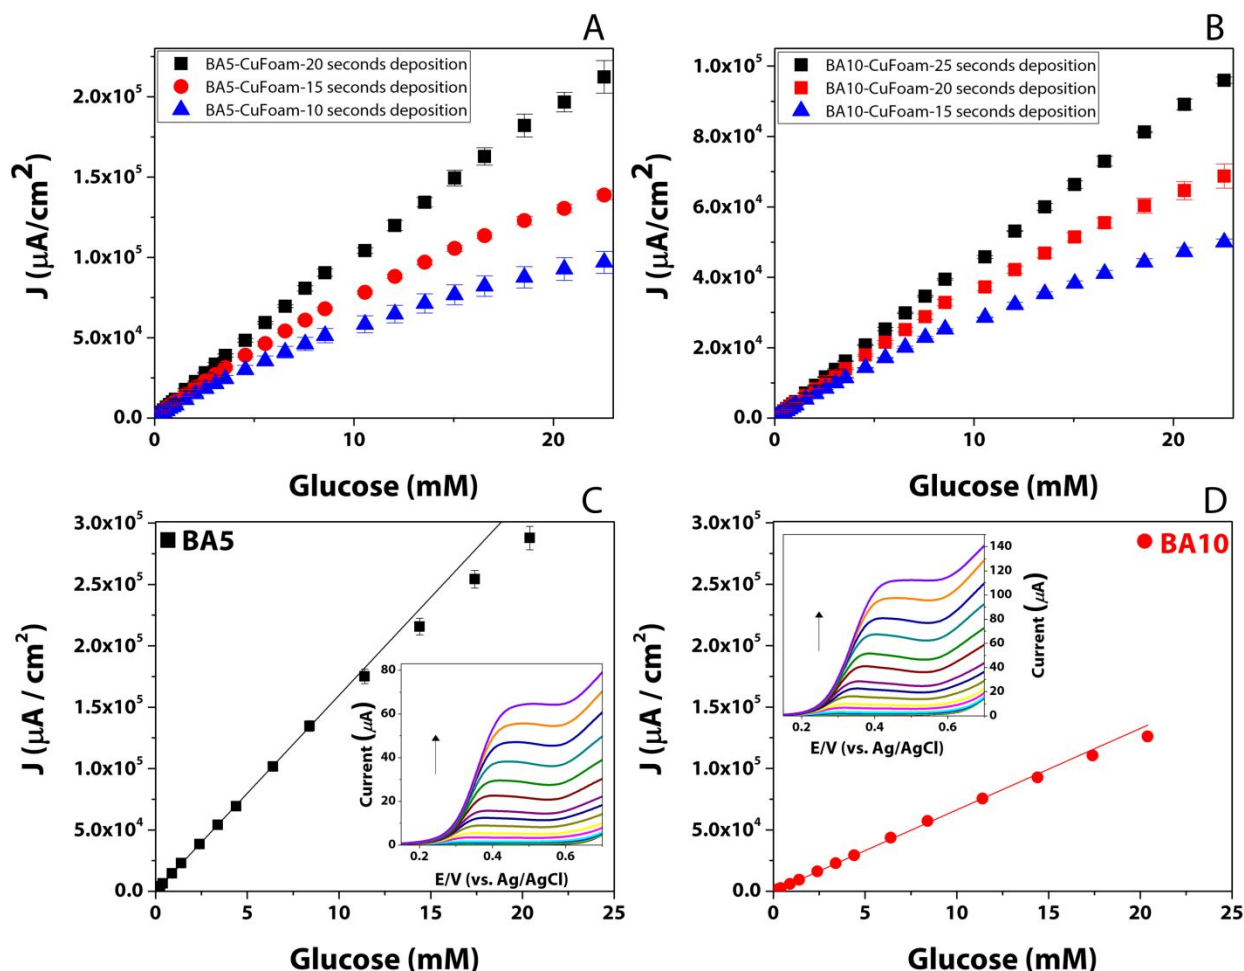 A
BA5-CuFoam-20 seconds deposition
BA5-CuFoam-15 seconds deposition
BA5-CuFoam-10 seconds deposition
J (μA/cm²)
2.0x10⁵
1.5x10⁵
1.0x10⁵
5.0x10⁴
0.0
0 5 10 15 20
Glucose (mM)
B
BA10-CuFoam-25 seconds deposition
BA10-CuFoam-20 seconds deposition
BA10-CuFoam-15 seconds deposition
J (μA/cm²)
1.0x10⁵
8.0x10⁴
6.0x10⁴
4.0x10⁴
2.0x10⁴
0.0
0 5 10 15 20
Glucose (mM)
C
BA5
J (μA / cm²)
3.0x10⁵
2.5x10⁵
2.0x10⁵
1.5x10⁵
1.0x10⁵
5.0x10⁴
0.0
0 5 10 15 20 25
Glucose (mM)
Current (μA)
80
60
40
20
0
0.2 0.4 0.6
E/V (vs. Ag/AgCl)
D
BA10
J (μA / cm²)
3.0x10⁵
2.5x10⁵
2.0x10⁵
1.5x10⁵
1.0x10⁵
5.0x10⁴
0.0
0 5 10 15 20 25
Glucose (mM)
Current (μA)
140
120
100
80
60
40
20
0
0.2 0.4 0.6
E/V (vs. Ag/AgCl)